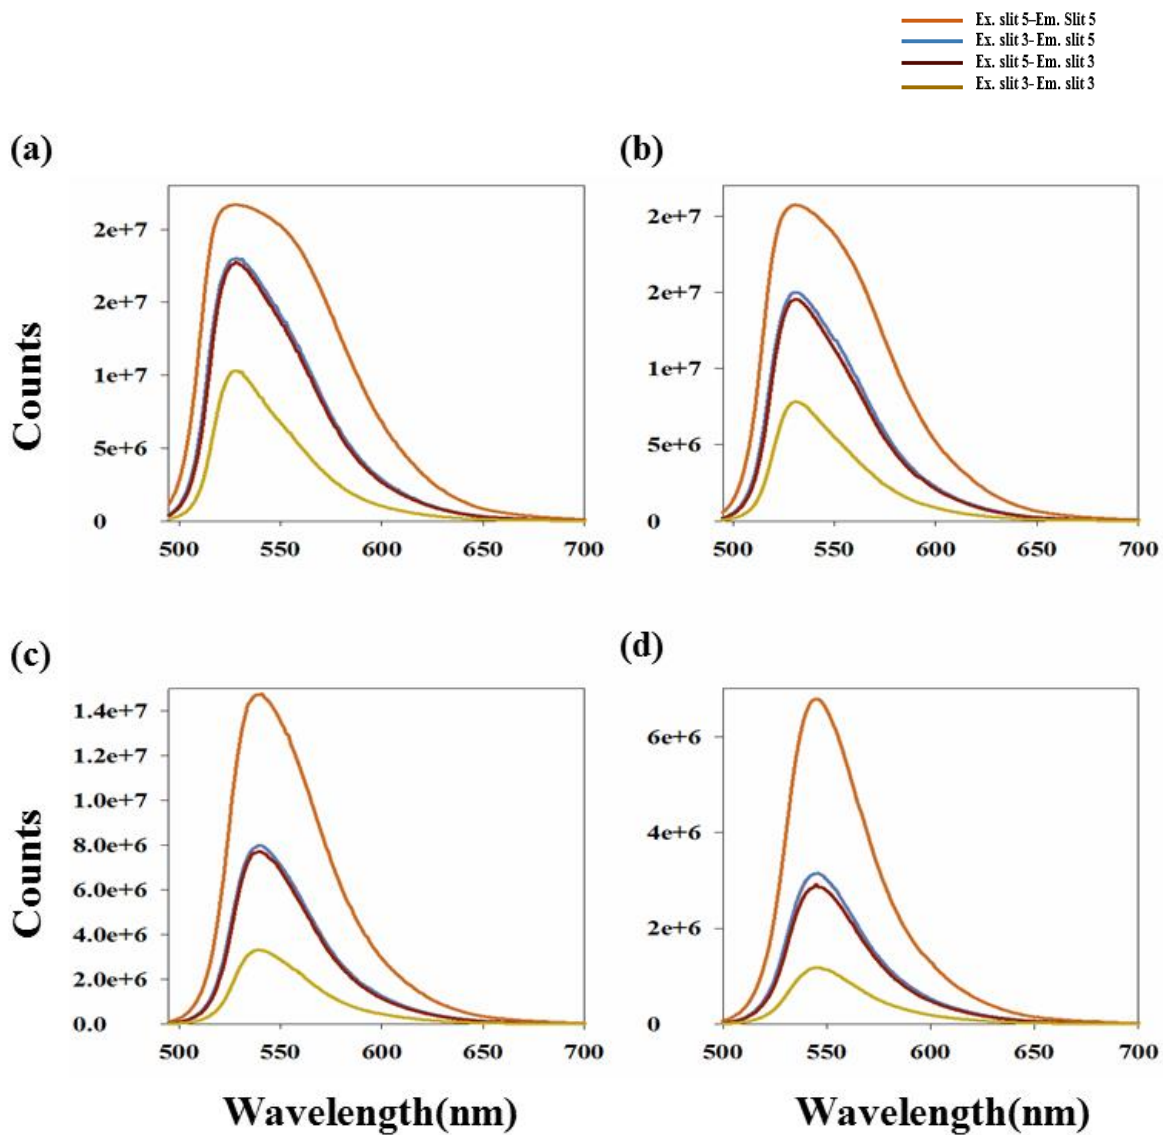 Ex. slit 5–Em. Slit 5
Ex. slit 3- Em. slit 5
Ex. slit 5- Em. slit 3
Ex. slit 3- Em. slit 3
(a)
(b)
Counts
2e+7
2e+7
1e+7
5e+6
0
500 550 600 650 700
2e+7
2e+7
1e+7
5e+6
0
500 550 600 650 700
(c)
(d)
Counts
1.4e+7
1.2e+7
1.0e+7
8.0e+6
6.0e+6
4.0e+6
2.0e+6
0.0
500 550 600 650 700
6e+6
4e+6
2e+6
0
500 550 600 650 700
Wavelength(nm)
Wavelength(nm)